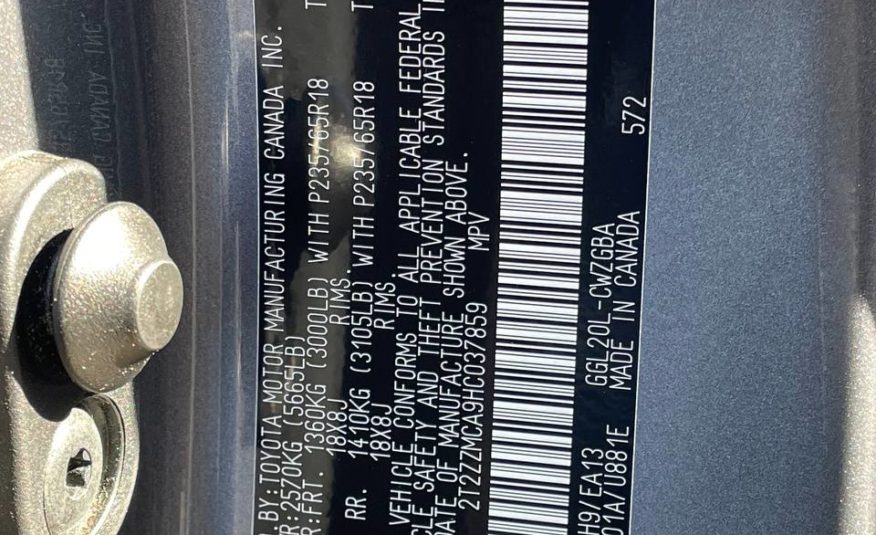 L.BY:TOYOTA MOTOR MANUFACTURING CANADA INC. T
R:2570KG (5665LB)
R:FRT. 1360KG (3000LB) WITH P235/65R18 T
18X8J RIMS.
RR. 1410KG (3105LB) WITH P235/65R18 T
18X8J RIMS.
VEHICLE CONFORMS TO ALL APPLICABLE FEDERAL
CLE SAFETY AND THEFT PREVENTION STANDARDS I
DATE OF MANUFACTURE SHOWN ABOVE.
2T2ZZMCA9HC037859 MPV
H9/EA13 GGL20L-CWZGBA
01A/U881E MADE IN CANADA 572